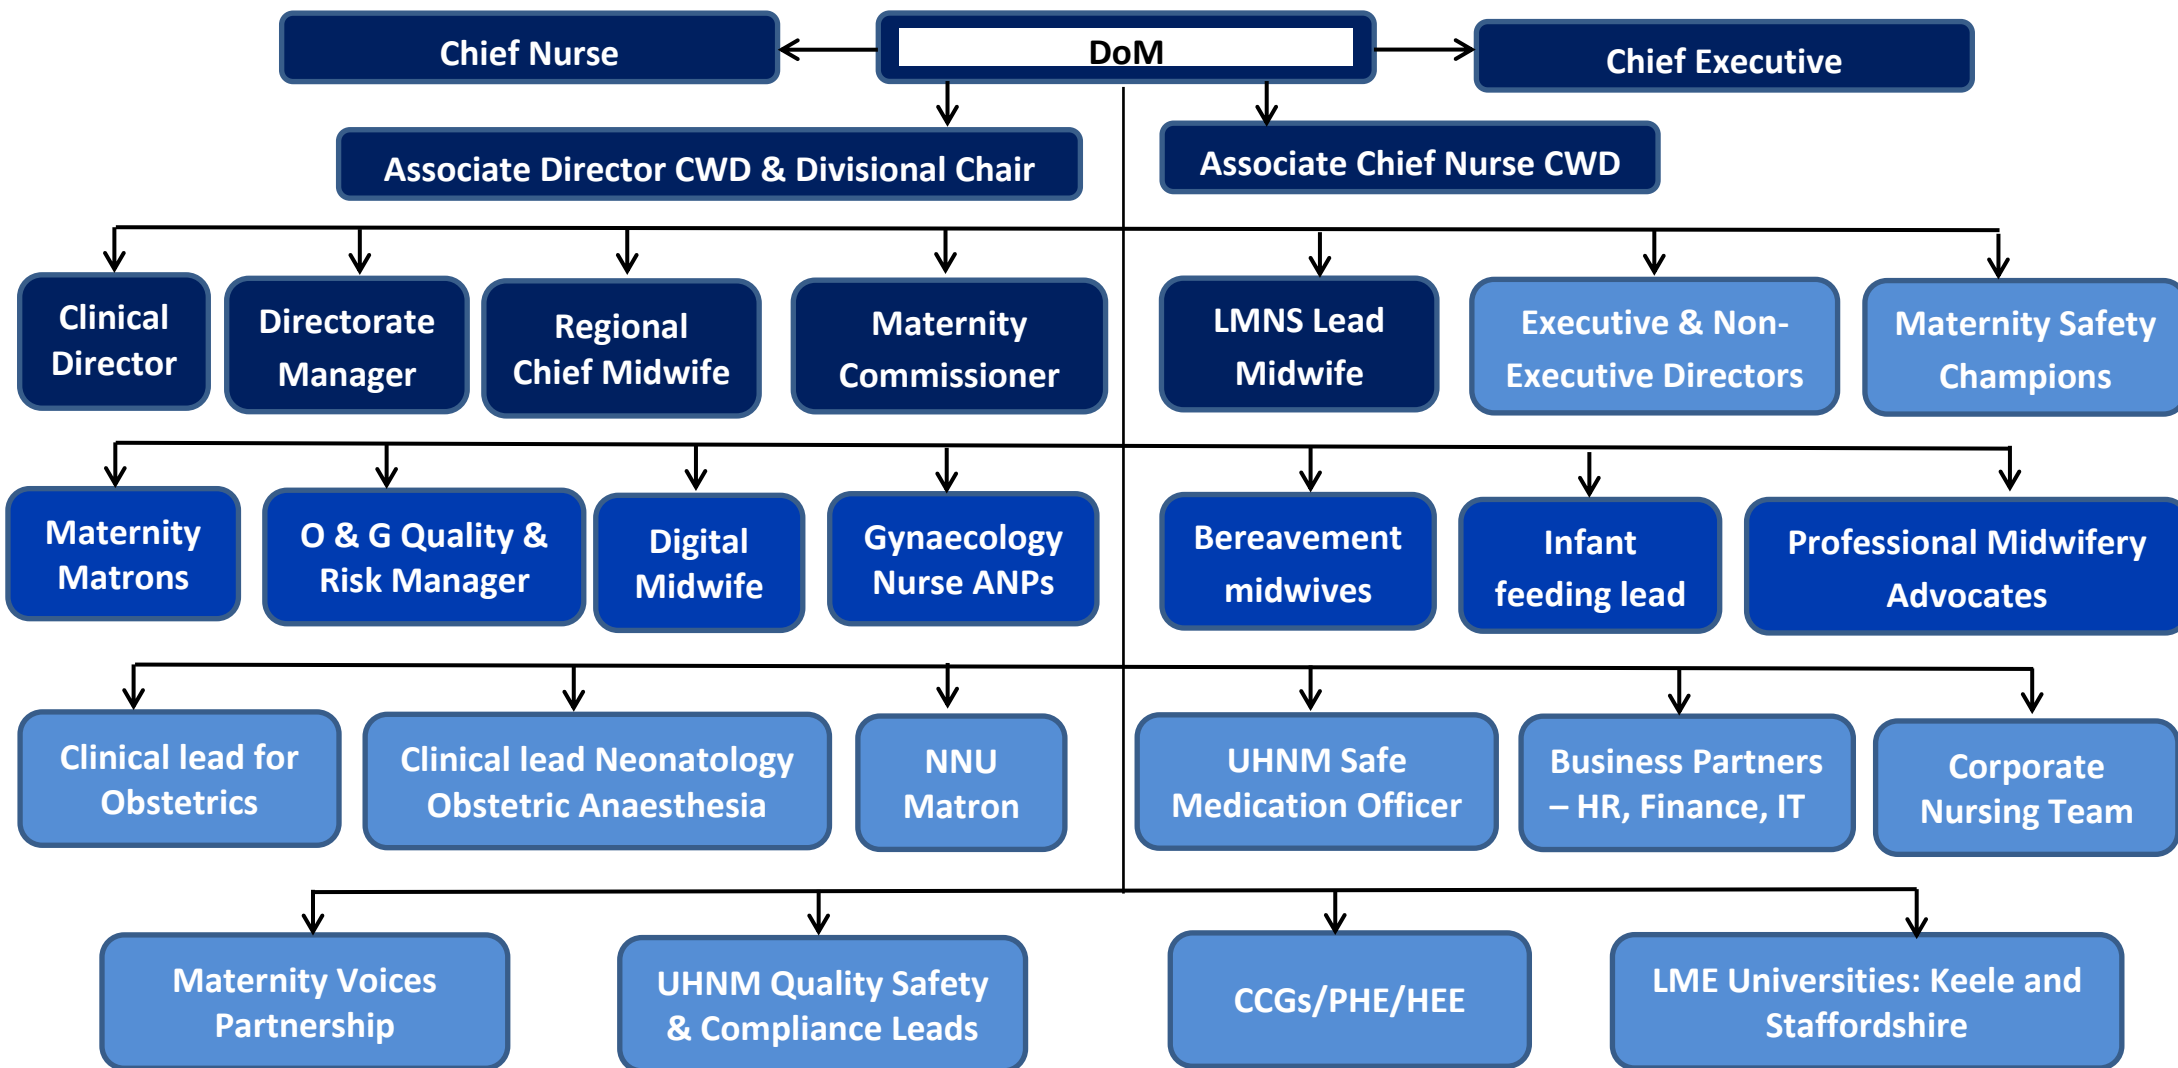 Chief Nurse
DoM
Chief Executive
Associate Director CWD & Divisional Chair
Associate Chief Nurse CWD
Clinical
Director
Directorate
Manager
Regional
Chief Midwife
Maternity
Commissioner
LMNS Lead
Midwife
Executive & Non-
Executive Directors
Maternity Safety
Champions
Maternity
Matrons
O & G Quality &
Risk Manager
Digital
Midwife
Gynaecology
Nurse ANPs
Bereavement
midwives
Infant
feeding lead
Professional Midwifery
Advocates
Clinical lead for
Obstetrics
Clinical lead Neonatology
Obstetric Anaesthesia
NNU
Matron
UHNM Safe
Medication Officer
Business Partners
– HR, Finance, IT
Corporate
Nursing Team
Maternity Voices
Partnership
UHNM Quality Safety
& Compliance Leads
CCGs/PHE/HEE
LME Universities: Keele and
Staffordshire